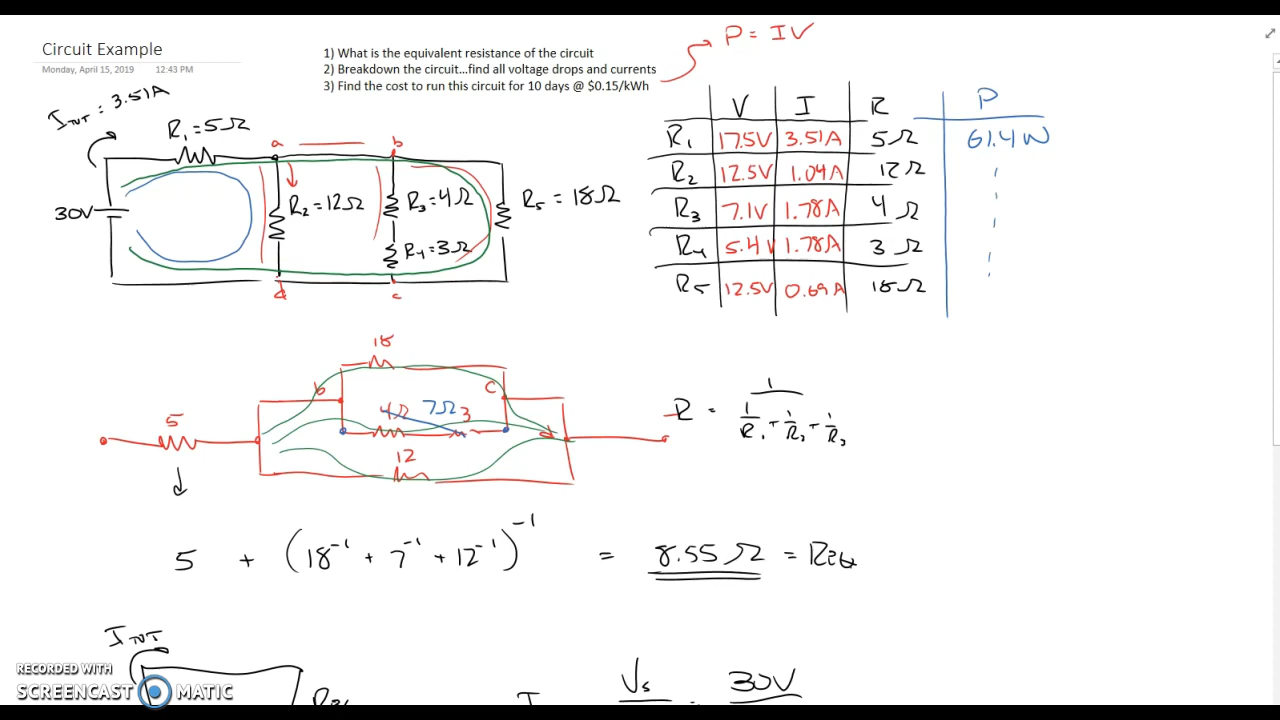 Circuit Example
Monday, April 15, 2019 12:43 PM
1) What is the equivalent resistance of the circuit
2) Breakdown the circuit...find all voltage drops and currents
3) Find the cost to run this circuit for 10 days @ $0.15/kWh
P = IV
I_TNT = 3.51A
R₁ = 5Ω
a b
30V
R₂ = 12Ω
R₃ = 4Ω
R₄ = 3Ω
R₅ = 18Ω
d c
V I R P
R₁ 17.5V 3.51A 5Ω 61.4W
R₂ 12.5V 1.04A 12Ω
R₃ 7.1V 1.78A 4Ω
R₄ 5.4V 1.78A 3Ω
R₅ 12.5V 0.69A 18Ω
18
b c
5 4Ω 7Ω 3 d
12
R = 1
1/R₁ + 1/R₂ + 1/R₃
5 + (18⁻¹ + 7⁻¹ + 12⁻¹)⁻¹ = 8.55Ω = REQ
I_TNT
Vs 30V
I =
RECORDED WITH
SCREENCAST MATIC